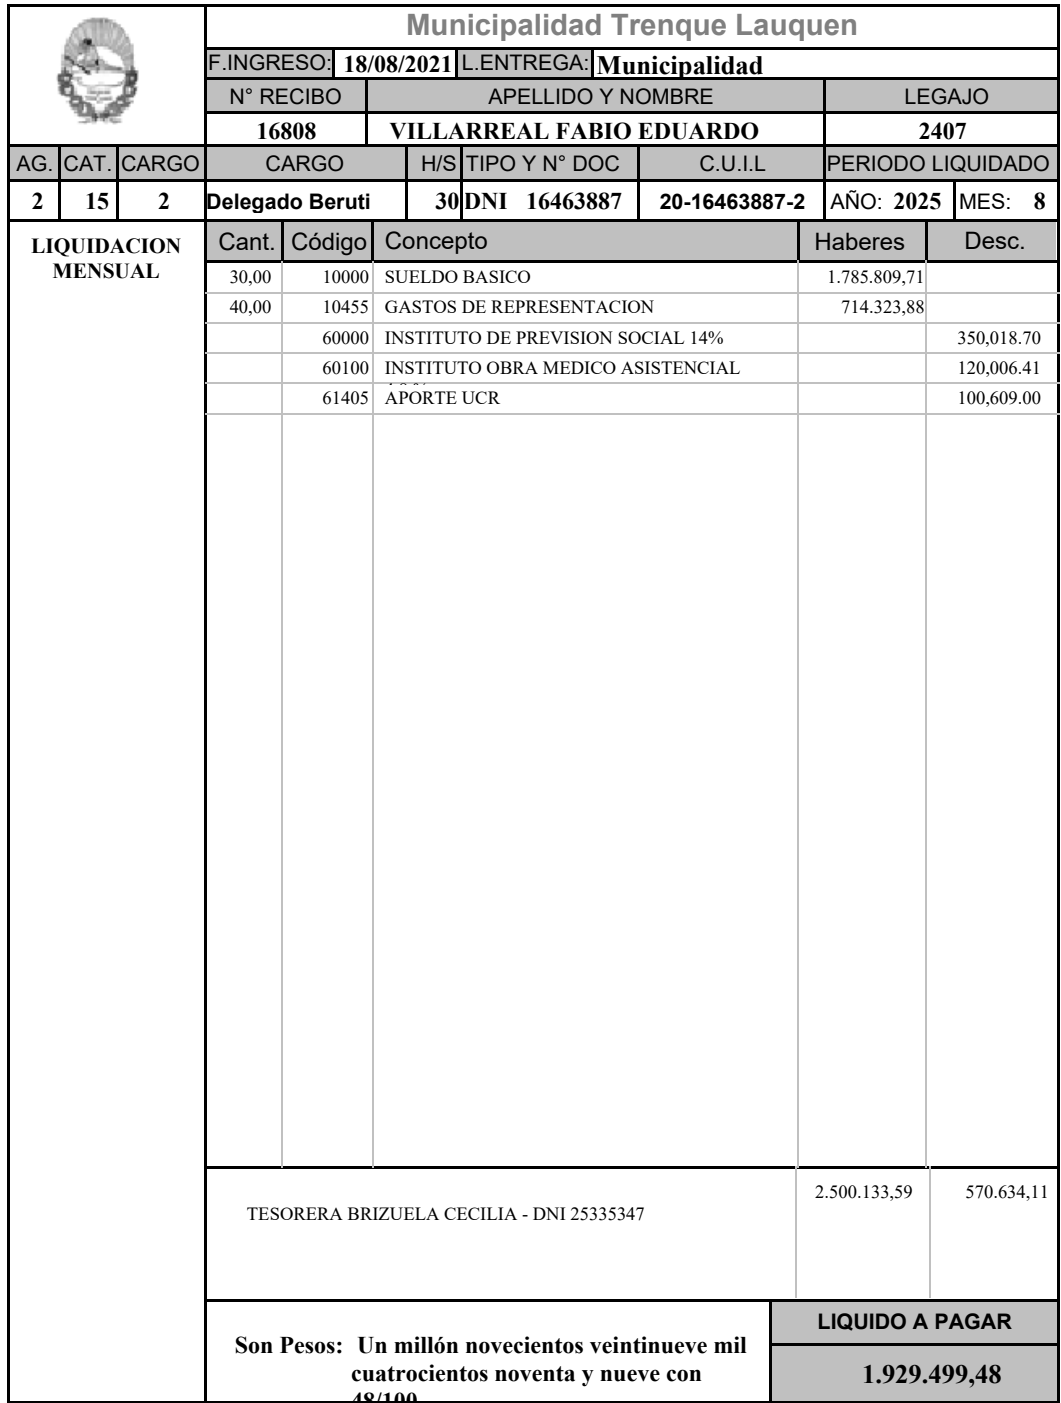 Municipalidad Trenque Lauquen
F.INGRESO: 18/08/2021 L.ENTREGA: Municipalidad
N° RECIBO APELLIDO Y NOMBRE LEGAJO
16808 VILLARREAL FABIO EDUARDO 2407
AG. CAT. CARGO CARGO H/S TIPO Y N° DOC C.U.I.L PERIODO LIQUIDADO
2 15 2 Delegado Beruti 30 DNI 16463887 20-16463887-2 AÑO: 2025 MES: 8
LIQUIDACION
MENSUAL
Cant. Código Concepto Haberes Desc.
30,00 10000 SUELDO BASICO 1.785.809,71
40,00 10455 GASTOS DE REPRESENTACION 714.323,88
60000 INSTITUTO DE PREVISION SOCIAL 14% 350,018.70
60100 INSTITUTO OBRA MEDICO ASISTENCIAL 120,006.41
61405 APORTE UCR 100,609.00
2.500.133,59 570.634,11
TESORERA BRIZUELA CECILIA - DNI 25335347
LIQUIDO A PAGAR
Son Pesos: Un millón novecientos veintinueve mil
cuatrocientos noventa y nueve con
48/100
1.929.499,48